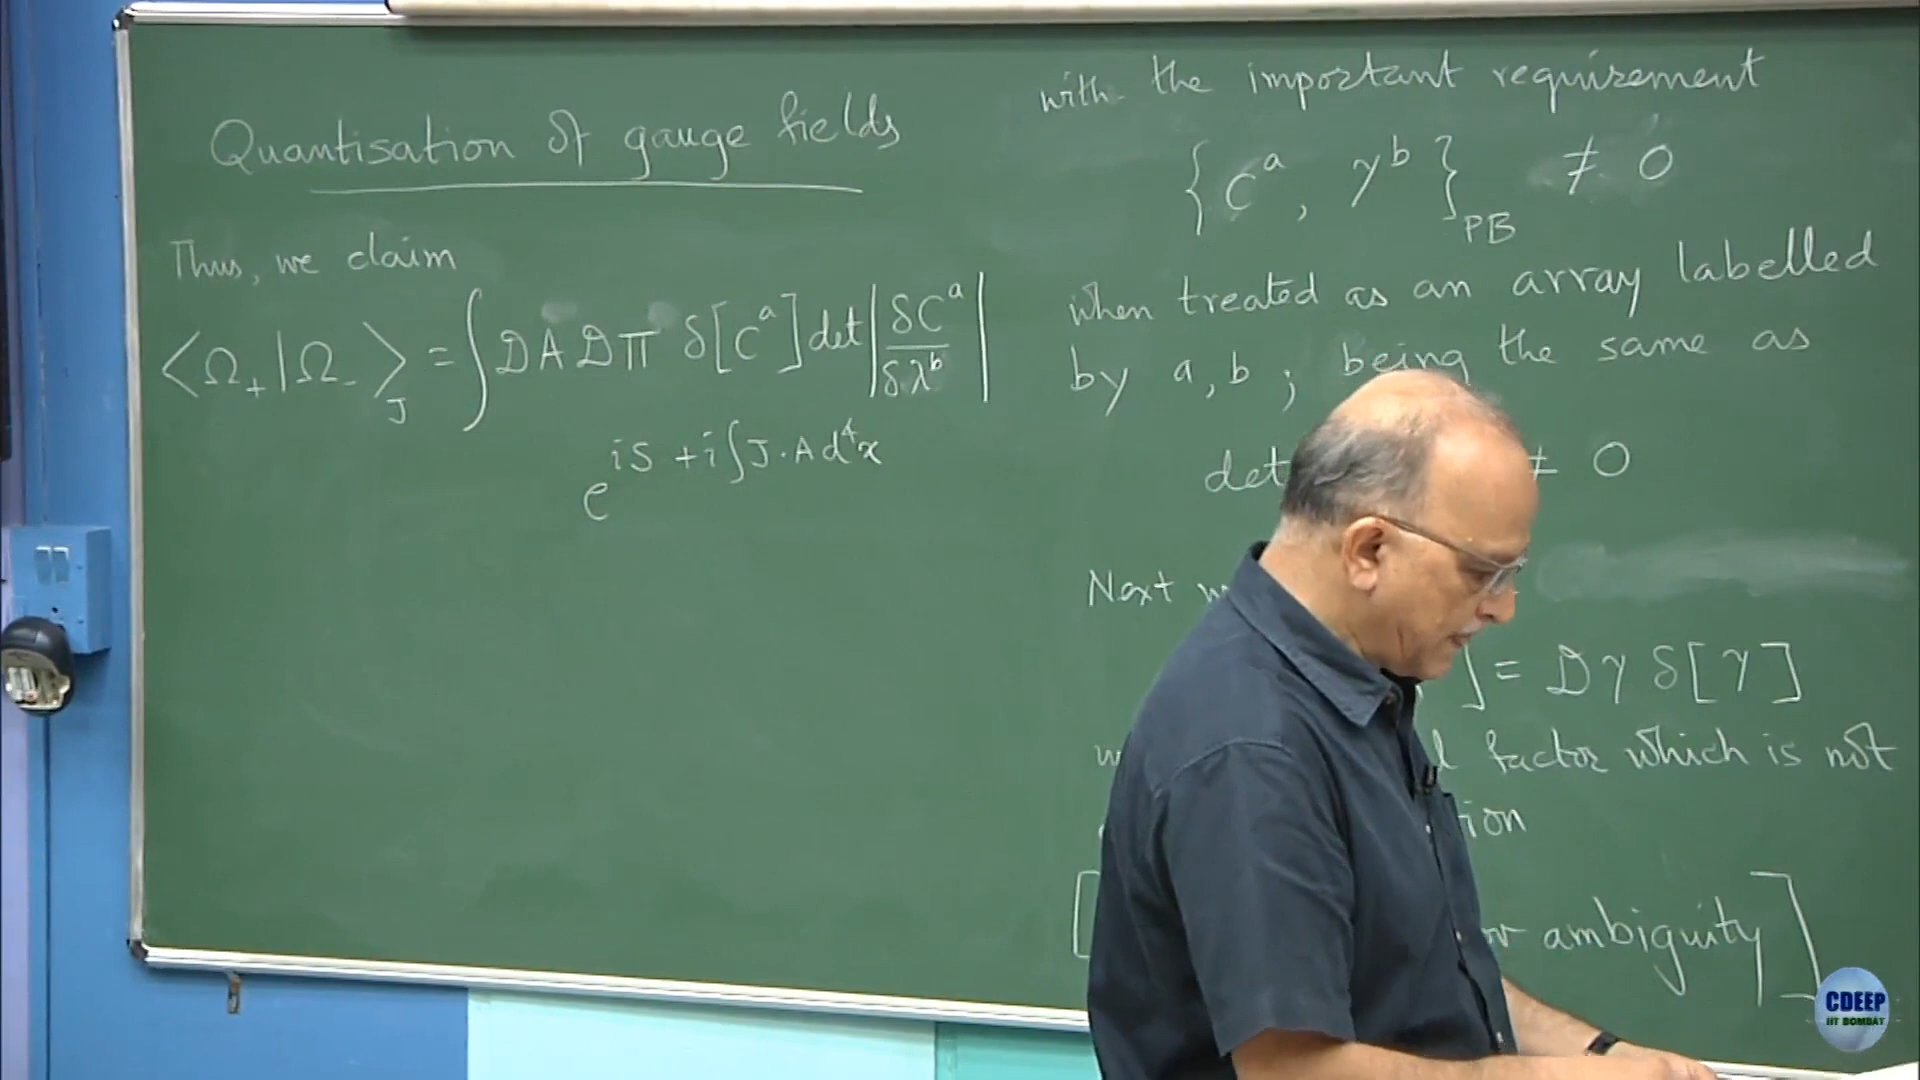 Quantisation of gauge fields
Thus, we claim
⟨Ω₊|Ω₋⟩_J = ∫ 𝒟A 𝒟π δ[Cᵃ] det |δCᵃ/δλᵇ|
e^{iS + i∫J·A d⁴x}
with the important requirement
{Cᵃ, γᵇ}_PB ≠ 0
when treated as an array labelled
by a, b ; being the same as
det ≠ 0
Next
] = 𝒟γ δ[γ]
factor which is not
[ ambiguity]
CDEEP
IIT BOMBAY